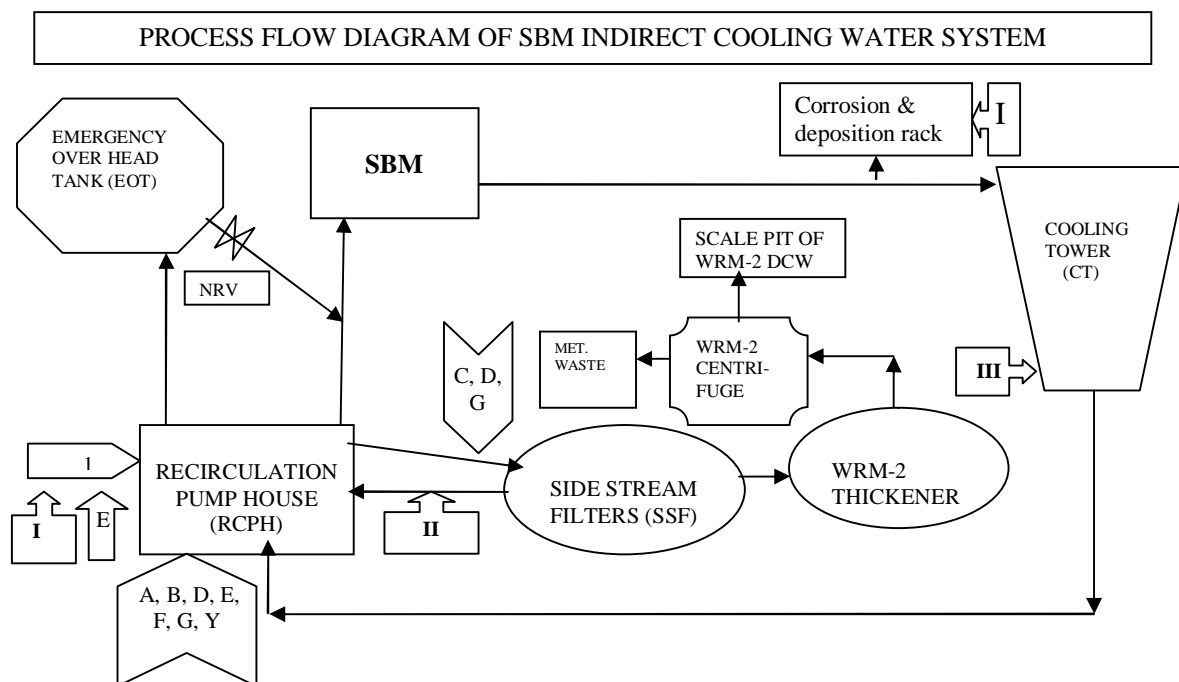 PROCESS FLOW DIAGRAM OF SBM INDIRECT COOLING WATER SYSTEM
EMERGENCY
OVER HEAD
TANK (EOT)
SBM
Corrosion &
deposition rack
I
NRV
SCALE PIT OF
WRM-2 DCW
COOLING
TOWER
(CT)
C, D,
G
MET.
WASTE
WRM-2
CENTRI-
FUGE
III
1
RECIRCULATION
PUMP HOUSE
(RCPH)
SIDE STREAM
FILTERS (SSF)
WRM-2
THICKENER
I
E
II
A, B, D, E,
F, G, Y